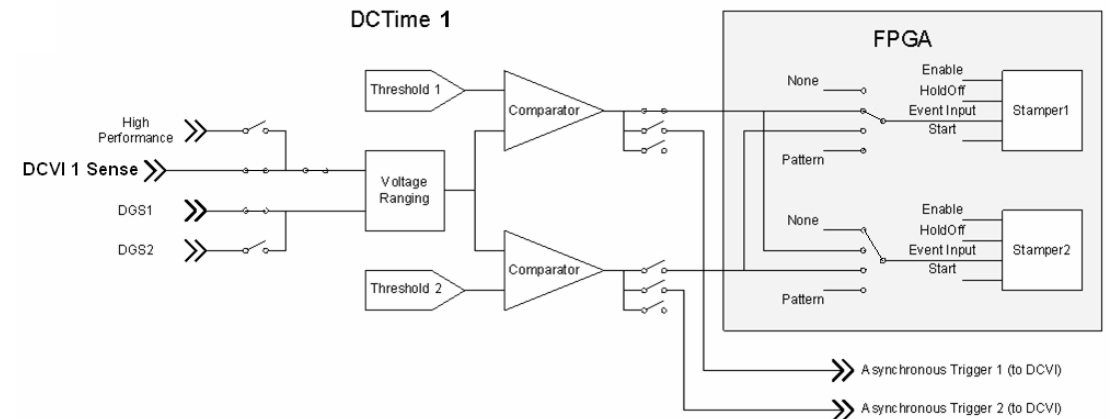 DCTime 1
FPGA
Threshold 1
Comparator
None
Enable
HoldOff
Event Input
Start
Stamper1
Pattern
High
Performance
DCVI 1 Sense
Voltage
Ranging
DGS1
DGS2
None
Enable
HoldOff
Event Input
Start
Stamper2
Pattern
Comparator
Threshold 2
Asynchronous Trigger 1 (to DCVI)
Asynchronous Trigger 2 (to DCVI)